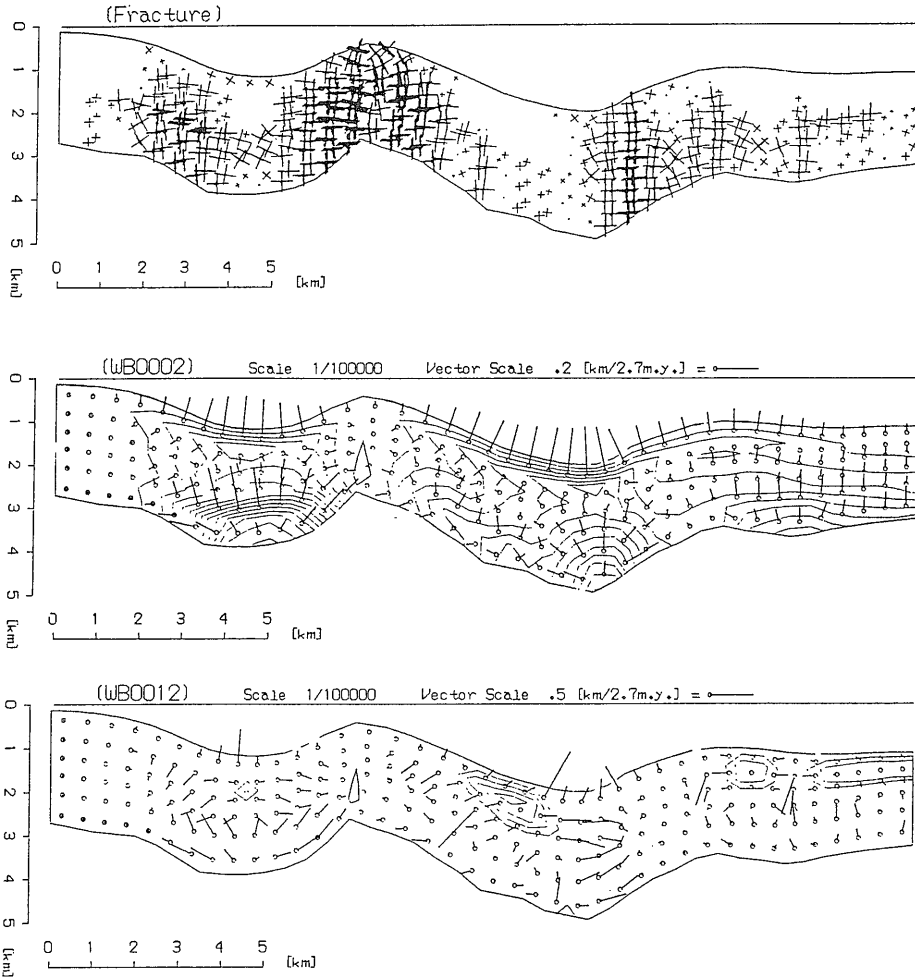 (Fracture)
0
1
2
3
4
5
[km]
0 1 2 3 4 5 [km]
(WB0002) Scale 1/100000 Vector Scale .2 [km/2.7m.y.] =
0
1
2
3
4
5
[km]
0 1 2 3 4 5 [km]
(WB0012) Scale 1/100000 Vector Scale .5 [km/2.7m.y.] =
0
1
2
3
4
5
[km]
0 1 2 3 4 5 [km]